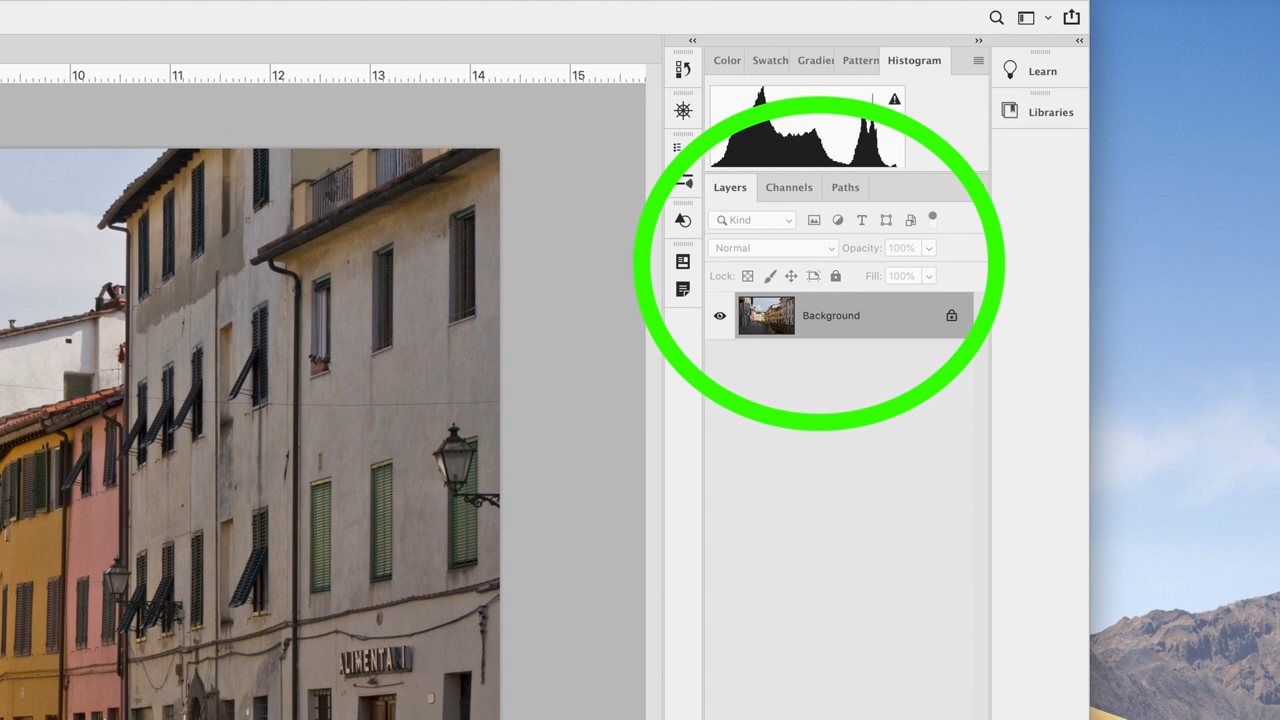 10 11 12 13 14 15
Color Swatch Gradier Pattern Histogram
Learn
Libraries
Layers Channels Paths
Kind
Normal Opacity: 100%
Lock: Fill: 100%
Background
ALIMENTA I